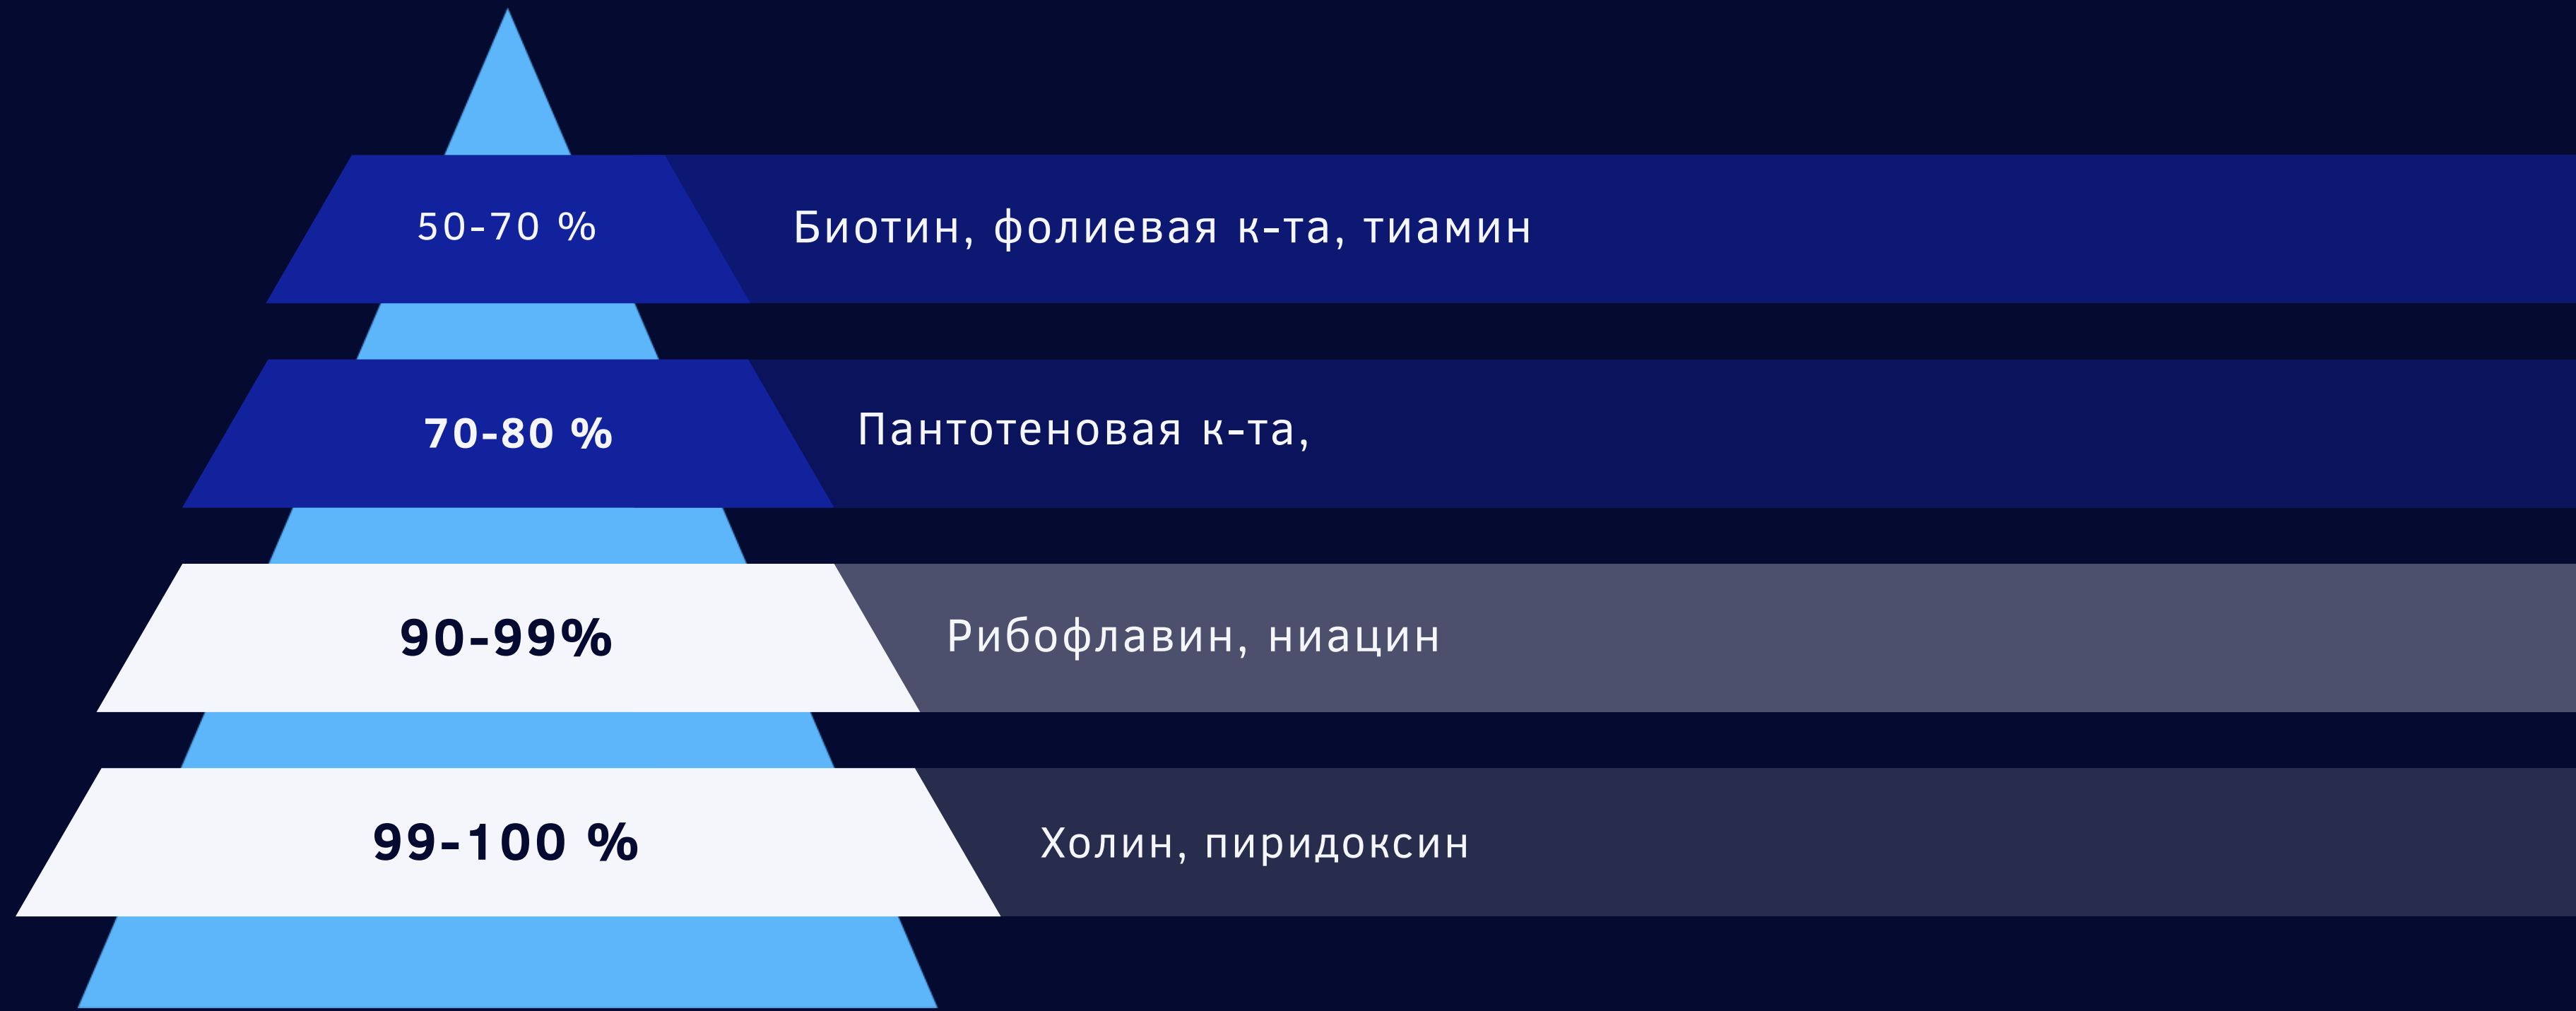 50-70 %
Биотин, фолиевая к-та, тиамин
70-80 %
Пантотеновая к-та,
90-99%
Рибофлавин, ниацин
99-100 %
Холин, пиридоксин